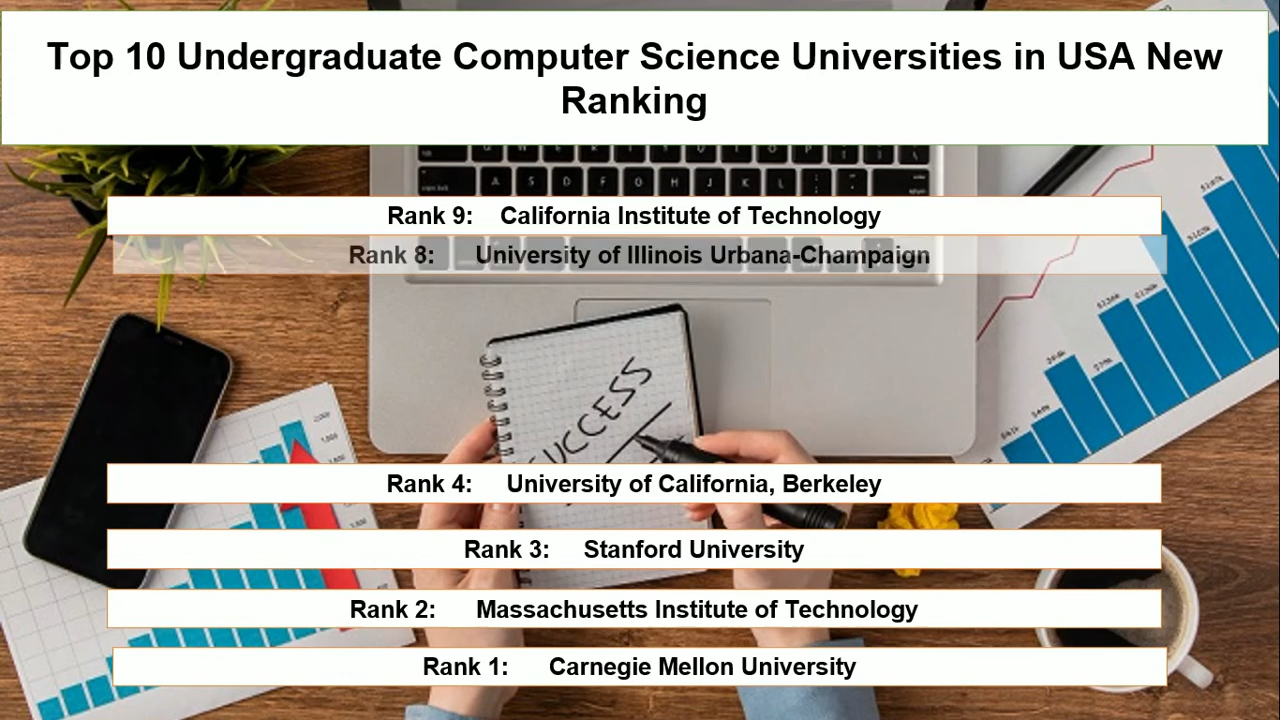 Top 10 Undergraduate Computer Science Universities in USA New
Ranking
Rank 9: California Institute of Technology
Rank 8: University of Illinois Urbana-Champaign
SUCCESS
Rank 4: University of California, Berkeley
Rank 3: Stanford University
Rank 2: Massachusetts Institute of Technology
Rank 1: Carnegie Mellon University